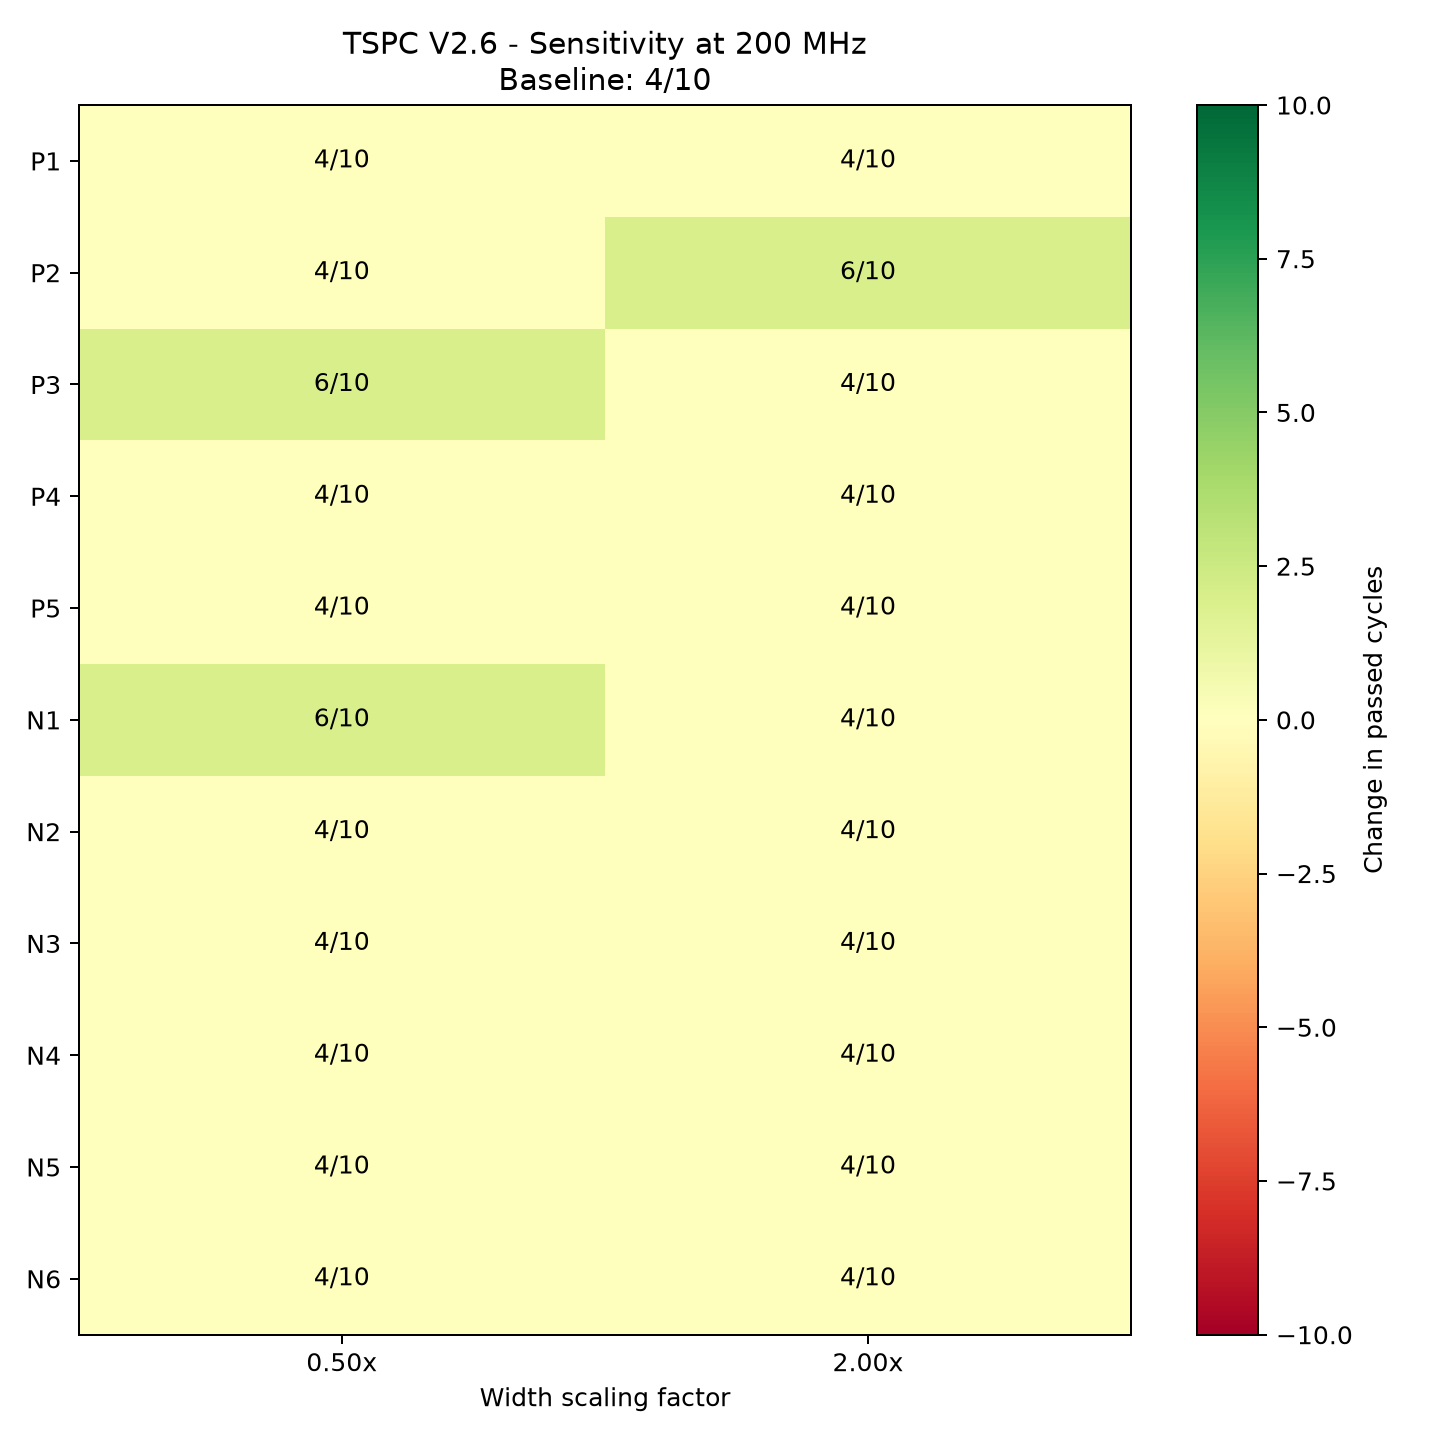 TSPC V2.6 - Sensitivity at 200 MHz
Baseline: 4/10
P1 4/10 4/10
P2 4/10 6/10
P3 6/10 4/10
P4 4/10 4/10
P5 4/10 4/10
N1 6/10 4/10
N2 4/10 4/10
N3 4/10 4/10
N4 4/10 4/10
N5 4/10 4/10
N6 4/10 4/10
0.50x 2.00x
Width scaling factor
10.0
7.5
5.0
2.5
0.0
−2.5
−5.0
−7.5
−10.0
Change in passed cycles